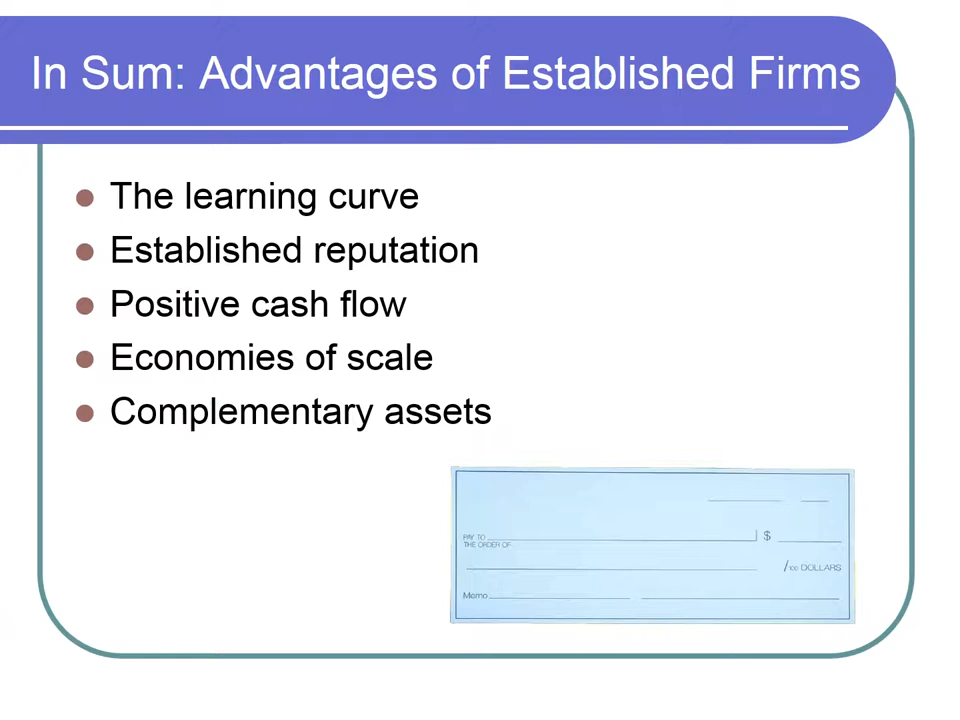 In Sum: Advantages of Established Firms
The learning curve
Established reputation
Positive cash flow
Economies of scale
Complementary assets
PAY TO
THE ORDER OF
$
/100 DOLLARS
Memo